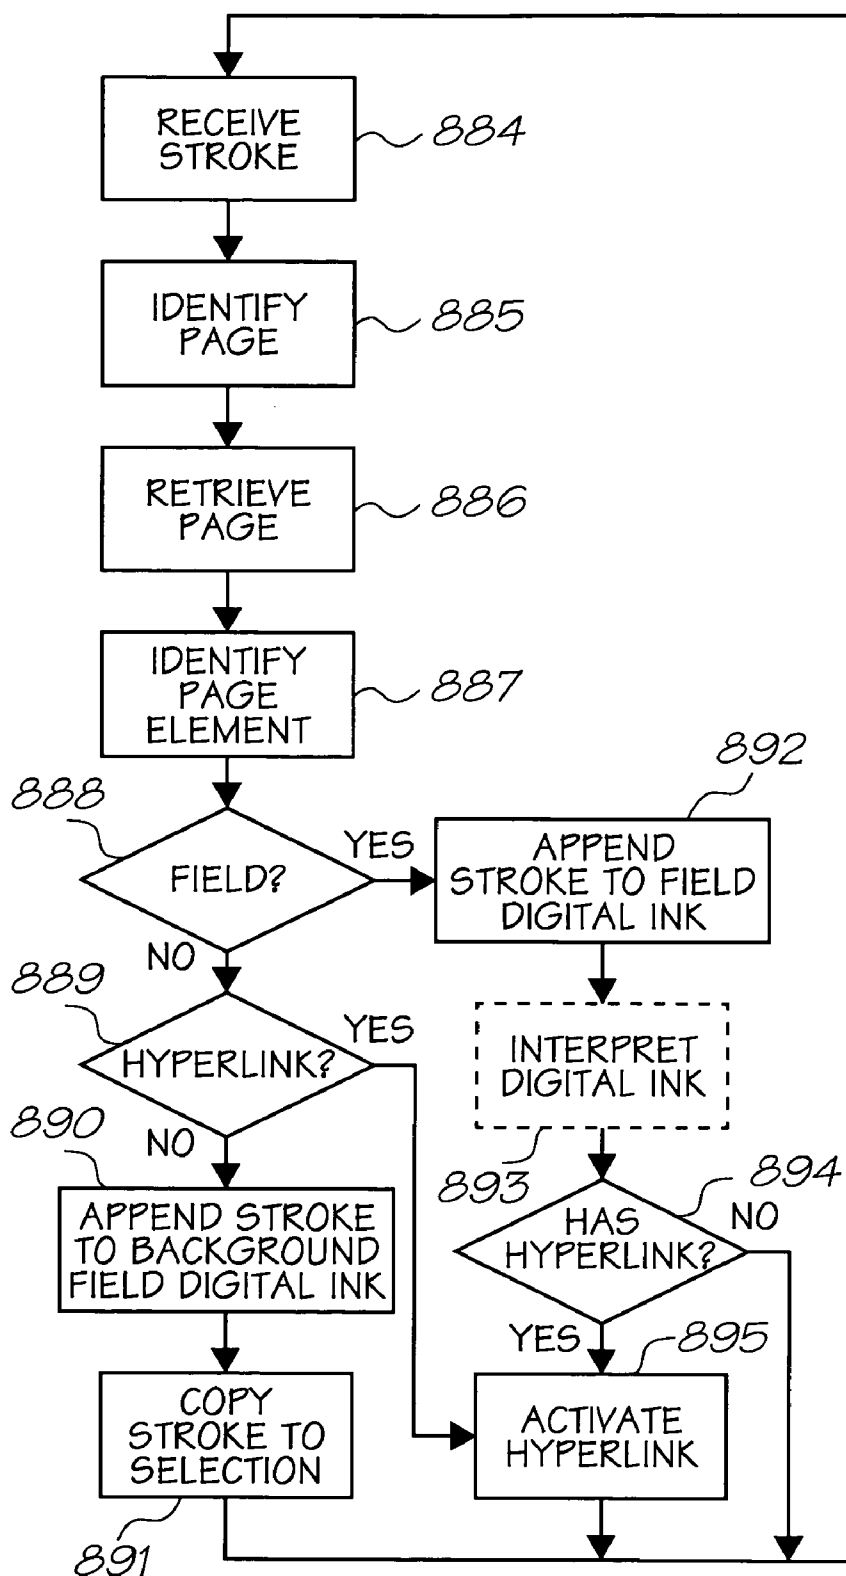 RECEIVE
STROKE
884
IDENTIFY
PAGE
885
RETRIEVE
PAGE
886
IDENTIFY
PAGE
ELEMENT
887
888
FIELD?
YES
NO
892
APPEND
STROKE TO FIELD
DIGITAL INK
889
HYPERLINK?
YES
NO
INTERPRET
DIGITAL INK
893
890
APPEND STROKE
TO BACKGROUND
FIELD DIGITAL INK
894
HAS
HYPERLINK?
NO
YES
895
COPY
STROKE TO
SELECTION
891
ACTIVATE
HYPERLINK